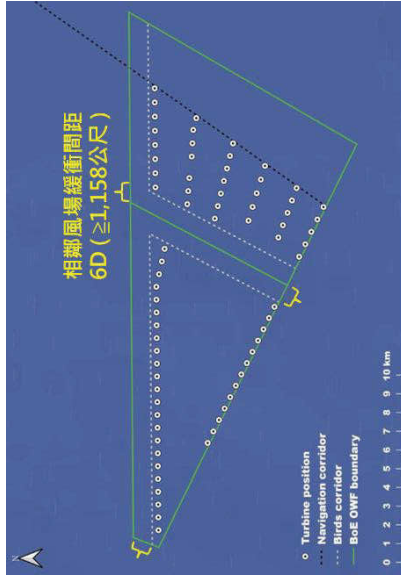 N
相鄰風場緩衝間距
6D（≧1,158公尺）
Turbine position
Navigation corridor
Birds corridor
BoE OWF boundary
0 1 2 3 4 5 6 7 8 9 10 km